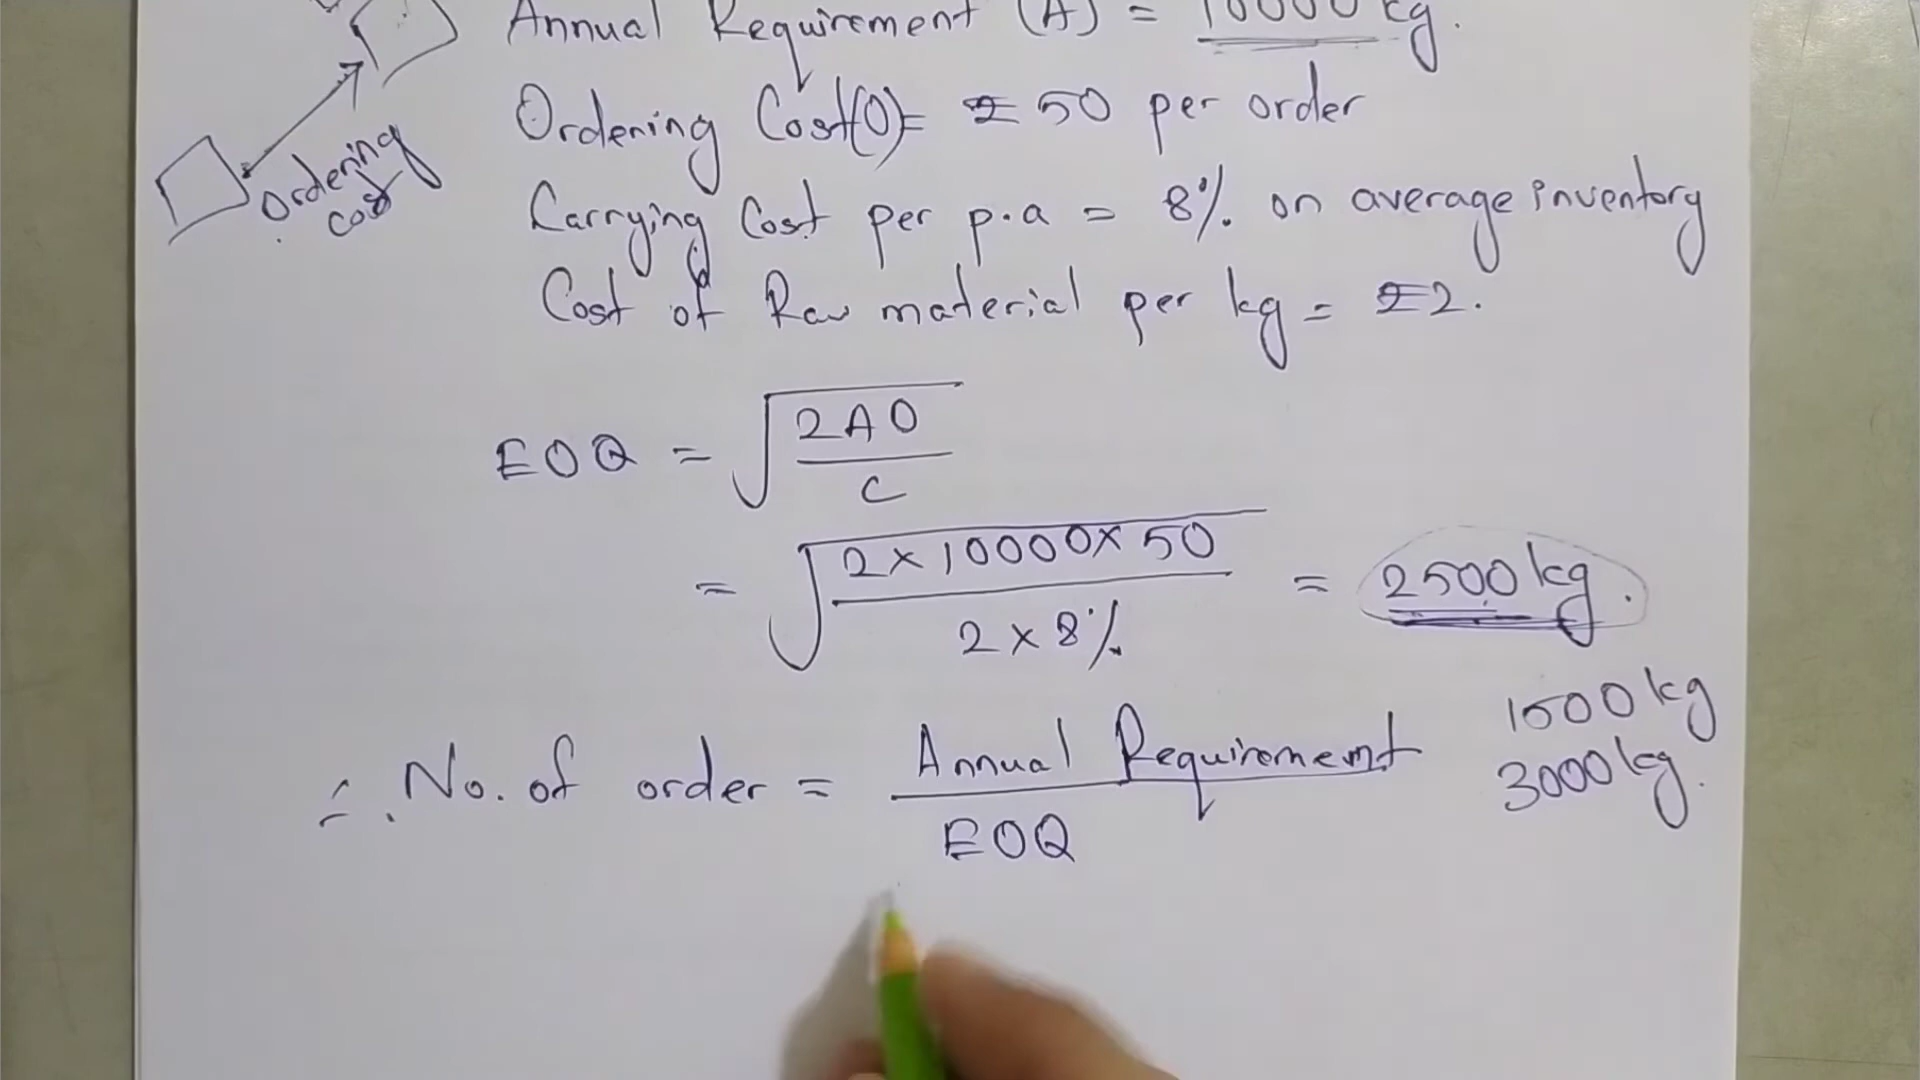 Annual Requirement (A) = 10000 kg.
Ordering Cost(O)= ₹ 50 per order
Carrying Cost per p.a = 8% on average inventory
Cost of Raw material per kg = ₹2.
Ordering
cost
EOQ = √2AO
C
= √2×10000×50 = 2500 kg.
2 × 8%
1500 kg
3000 kg.
∴ No. of order = Annual Requirement
EOQ